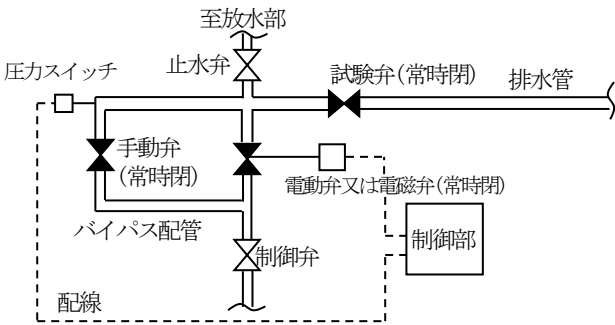 至放水部
止水弁
圧力スイッチ
試験弁(常時閉)
排水管
手動弁
(常時閉)
電動弁又は電磁弁(常時閉)
バイパス配管
制御弁
制御部
配線